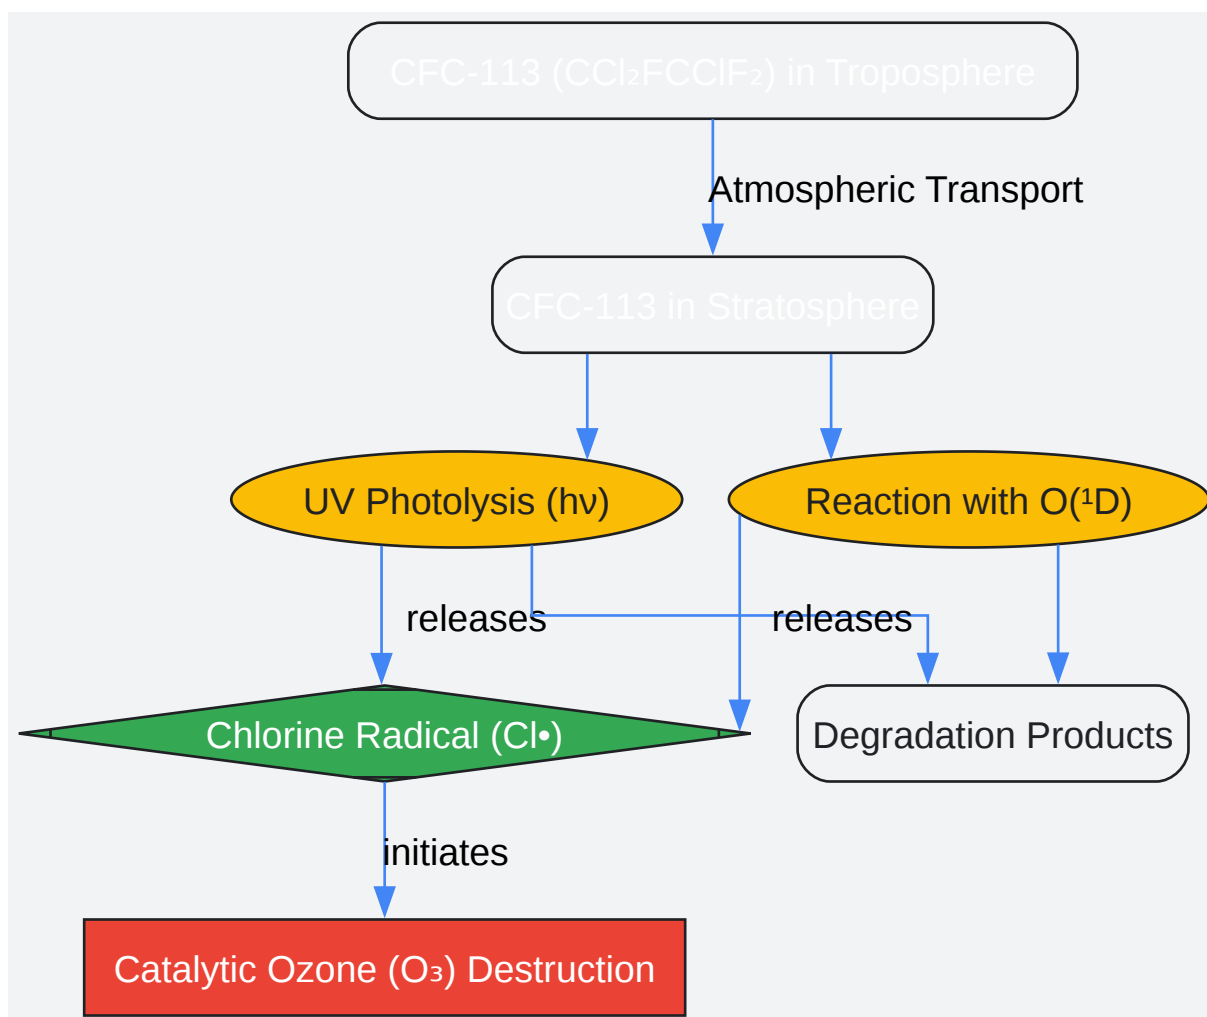 CFC-113 (CCl₂FCClF₂) in Troposphere
Atmospheric Transport
CFC-113 in Stratosphere
UV Photolysis (hν)
Reaction with O(¹D)
releases
releases
Chlorine Radical (Cl•)
Degradation Products
initiates
Catalytic Ozone (O₃) Destruction